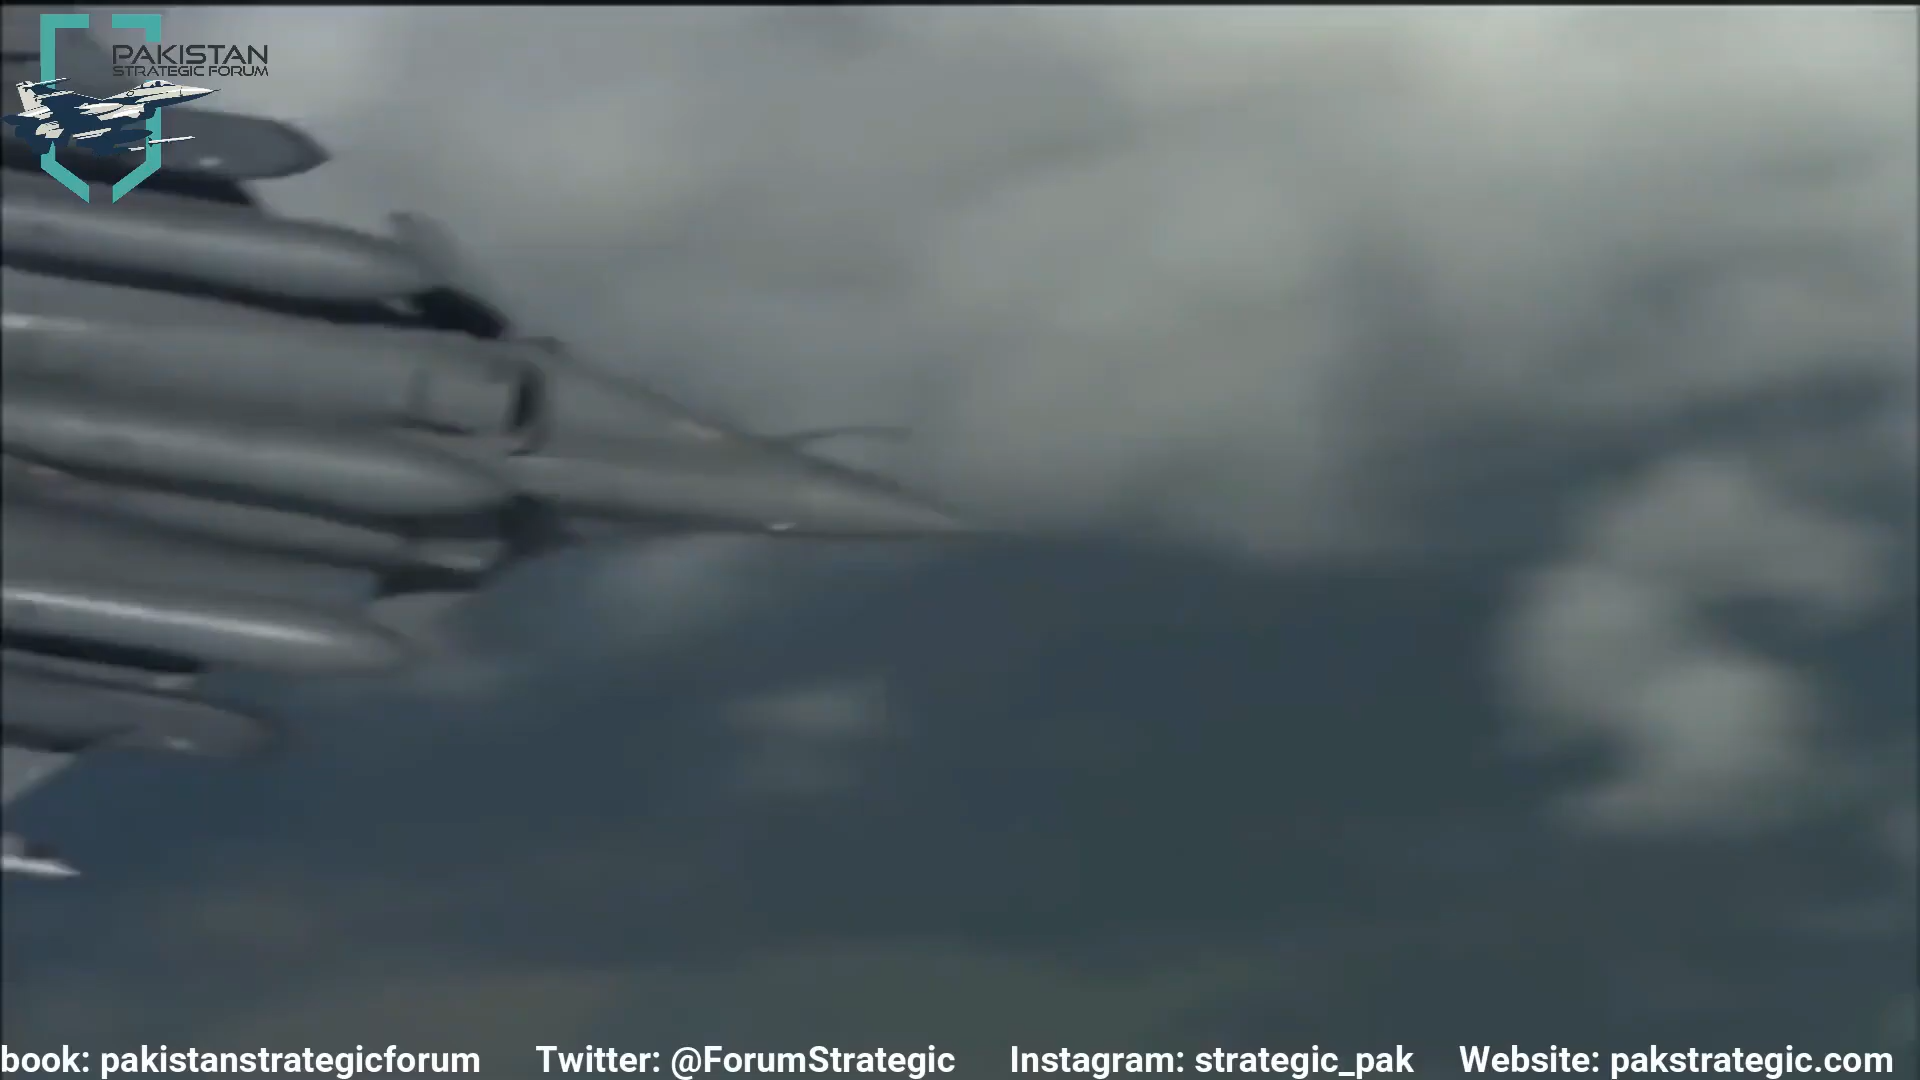 PAKISTAN
STRATEGIC FORUM
book: pakistanstrategicforum Twitter: @ForumStrategic Instagram: strategic_pak Website: pakstrategic.com